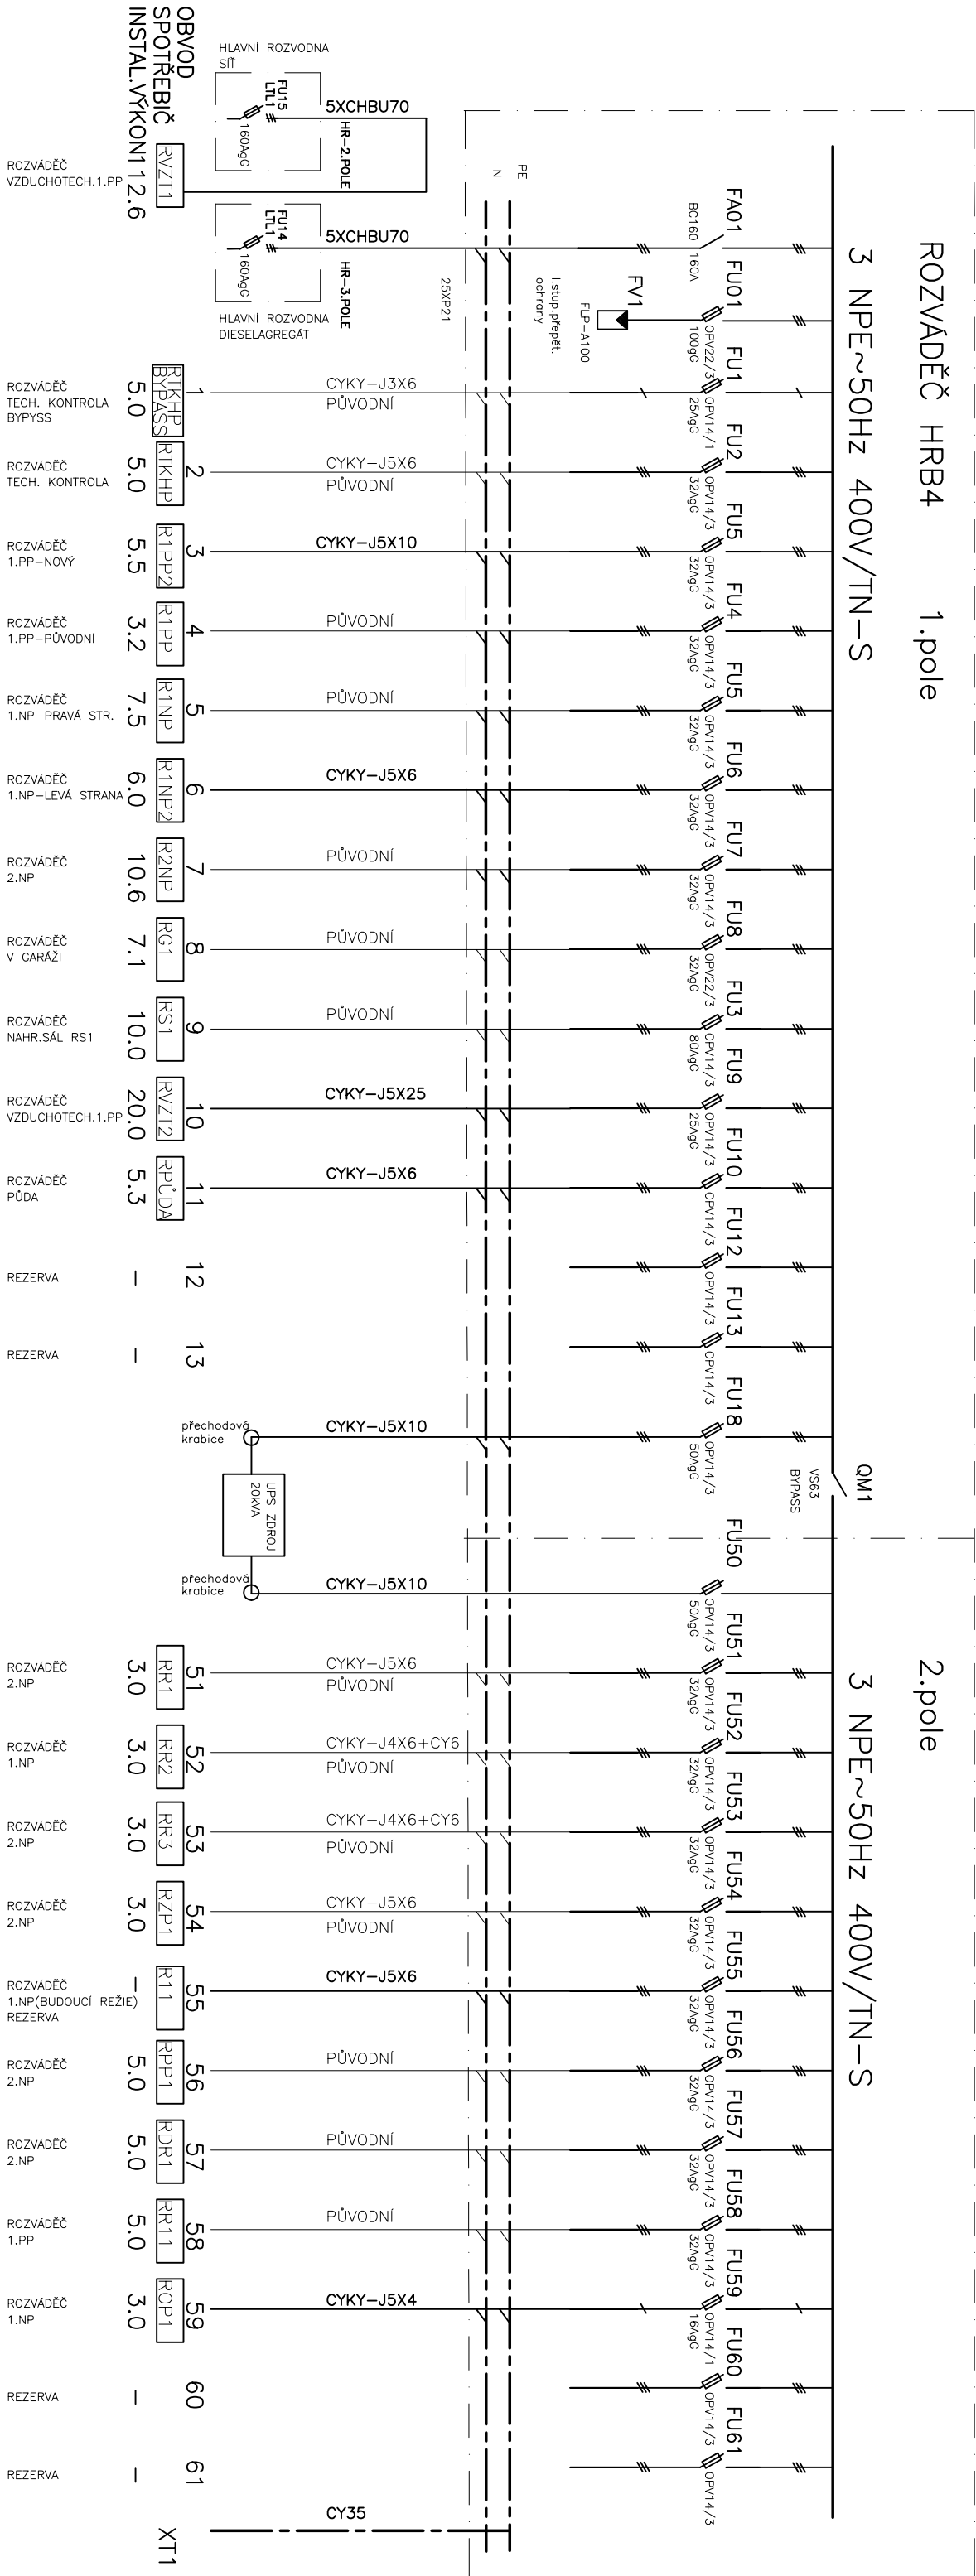 ROZVÁDĚČ HRB4 1.pole
2.pole
3 NPE~50Hz 400V/TN-S
3 NPE~50Hz 400V/TN-S
QM1
VS63
BYPASS
FA01
BC160 160A
FU01
OPV22/3
100gG
FV1
FLP-A100
I.stup.přepět.
ochrany
FU1
OPV14/1
25AgG
FU2
OPV14/3
32AgG
FU5
OPV14/3
32AgG
FU4
OPV14/3
32AgG
FU5
OPV14/3
32AgG
FU6
OPV14/3
32AgG
FU7
OPV14/3
32AgG
FU8
OPV22/3
32AgG
FU3
OPV14/3
80AgG
FU9
OPV14/3
25AgG
FU10
OPV14/3
FU12
OPV14/3
FU13
OPV14/3
FU18
OPV14/3
50AgG
FU50
OPV14/3
50AgG
FU51
OPV14/3
32AgG
FU52
OPV14/3
32AgG
FU53
OPV14/3
32AgG
FU54
OPV14/3
32AgG
FU55
OPV14/3
32AgG
FU56
OPV14/3
32AgG
FU57
OPV14/3
32AgG
FU58
OPV14/3
32AgG
FU59
OPV14/1
16AgG
FU60
OPV14/3
FU61
OPV14/3
PE
N
25XP21
HLAVNÍ ROZVODNA
SÍŤ
FU15
LTL1
160AgG
HR-2.POLE
5XCHBU70
FU14
LTL1
160AgG
HR-3.POLE
5XCHBU70
HLAVNÍ ROZVODNA
DIESELAGREGÁT
CYKY-J3X6
PŮVODNÍ
CYKY-J5X6
PŮVODNÍ
CYKY-J5X10
PŮVODNÍ
PŮVODNÍ
CYKY-J5X6
PŮVODNÍ
PŮVODNÍ
PŮVODNÍ
CYKY-J5X25
CYKY-J5X6
CYKY-J5X10
přechodová
krabice
UPS ZDROJ
20kVA
přechodová
krabice
CYKY-J5X10
CYKY-J5X6
PŮVODNÍ
CYKY-J4X6+CY6
PŮVODNÍ
CYKY-J4X6+CY6
PŮVODNÍ
CYKY-J5X6
PŮVODNÍ
CYKY-J5X6
PŮVODNÍ
PŮVODNÍ
PŮVODNÍ
CYKY-J5X4
CY35
XT1
OBVOD
SPOTŘEBIČ
INSTAL.VÝKON
RVZT1
112.6
ROZVÁDĚČ
VZDUCHOTECH.1.PP
1
RTKHP
BYPASS
5.0
ROZVÁDĚČ
TECH. KONTROLA
BYPYSS
2
RTKHP
5.0
ROZVÁDĚČ
TECH. KONTROLA
3
R1PP2
5.5
ROZVÁDĚČ
1.PP-NOVÝ
4
R1PP
3.2
ROZVÁDĚČ
1.PP-PŮVODNÍ
5
R1NP
7.5
ROZVÁDĚČ
1.NP-PRAVÁ STR.
6
R1NP2
6.0
ROZVÁDĚČ
1.NP-LEVÁ STRANA
7
R2NP
10.6
ROZVÁDĚČ
2.NP
8
RG1
7.1
ROZVÁDĚČ
V GARÁŽI
9
RS1
10.0
ROZVÁDĚČ
NAHR.SÁL RS1
10
RVZT2
20.0
ROZVÁDĚČ
VZDUCHOTECH.1.PP
11
RPŮDA
5.3
ROZVÁDĚČ
PŮDA
12
-
REZERVA
13
-
REZERVA
51
RR1
3.0
ROZVÁDĚČ
2.NP
52
RR2
3.0
ROZVÁDĚČ
1.NP
53
RR3
3.0
ROZVÁDĚČ
2.NP
54
RZP1
3.0
ROZVÁDĚČ
2.NP
55
R11
-
ROZVÁDĚČ
1.NP(BUDOUCÍ REŽIE)
REZERVA
56
RPP1
5.0
ROZVÁDĚČ
2.NP
57
RDR1
5.0
ROZVÁDĚČ
2.NP
58
RR11
5.0
ROZVÁDĚČ
1.PP
59
ROP1
3.0
ROZVÁDĚČ
1.NP
60
-
REZERVA
61
-
REZERVA